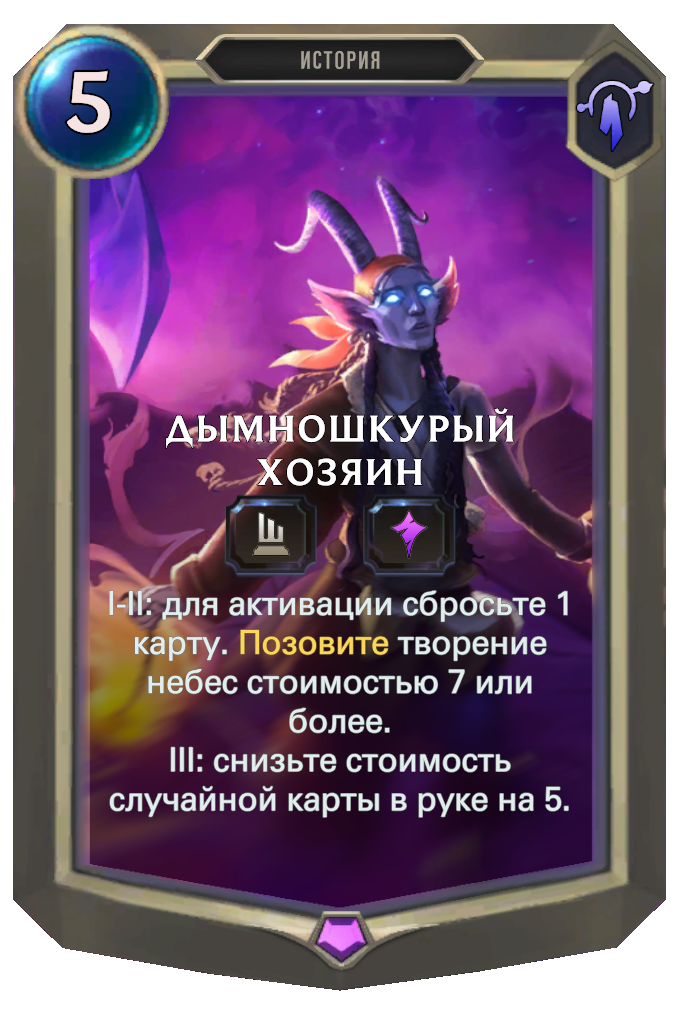 5
ИСТОРИЯ
ДЫМНОШКУРЫЙ
ХОЗЯИН
I-II: для активации сбросьте 1
карту. Позовите творение
небес стоимостью 7 или
более.
III: снизьте стоимость
случайной карты в руке на 5.